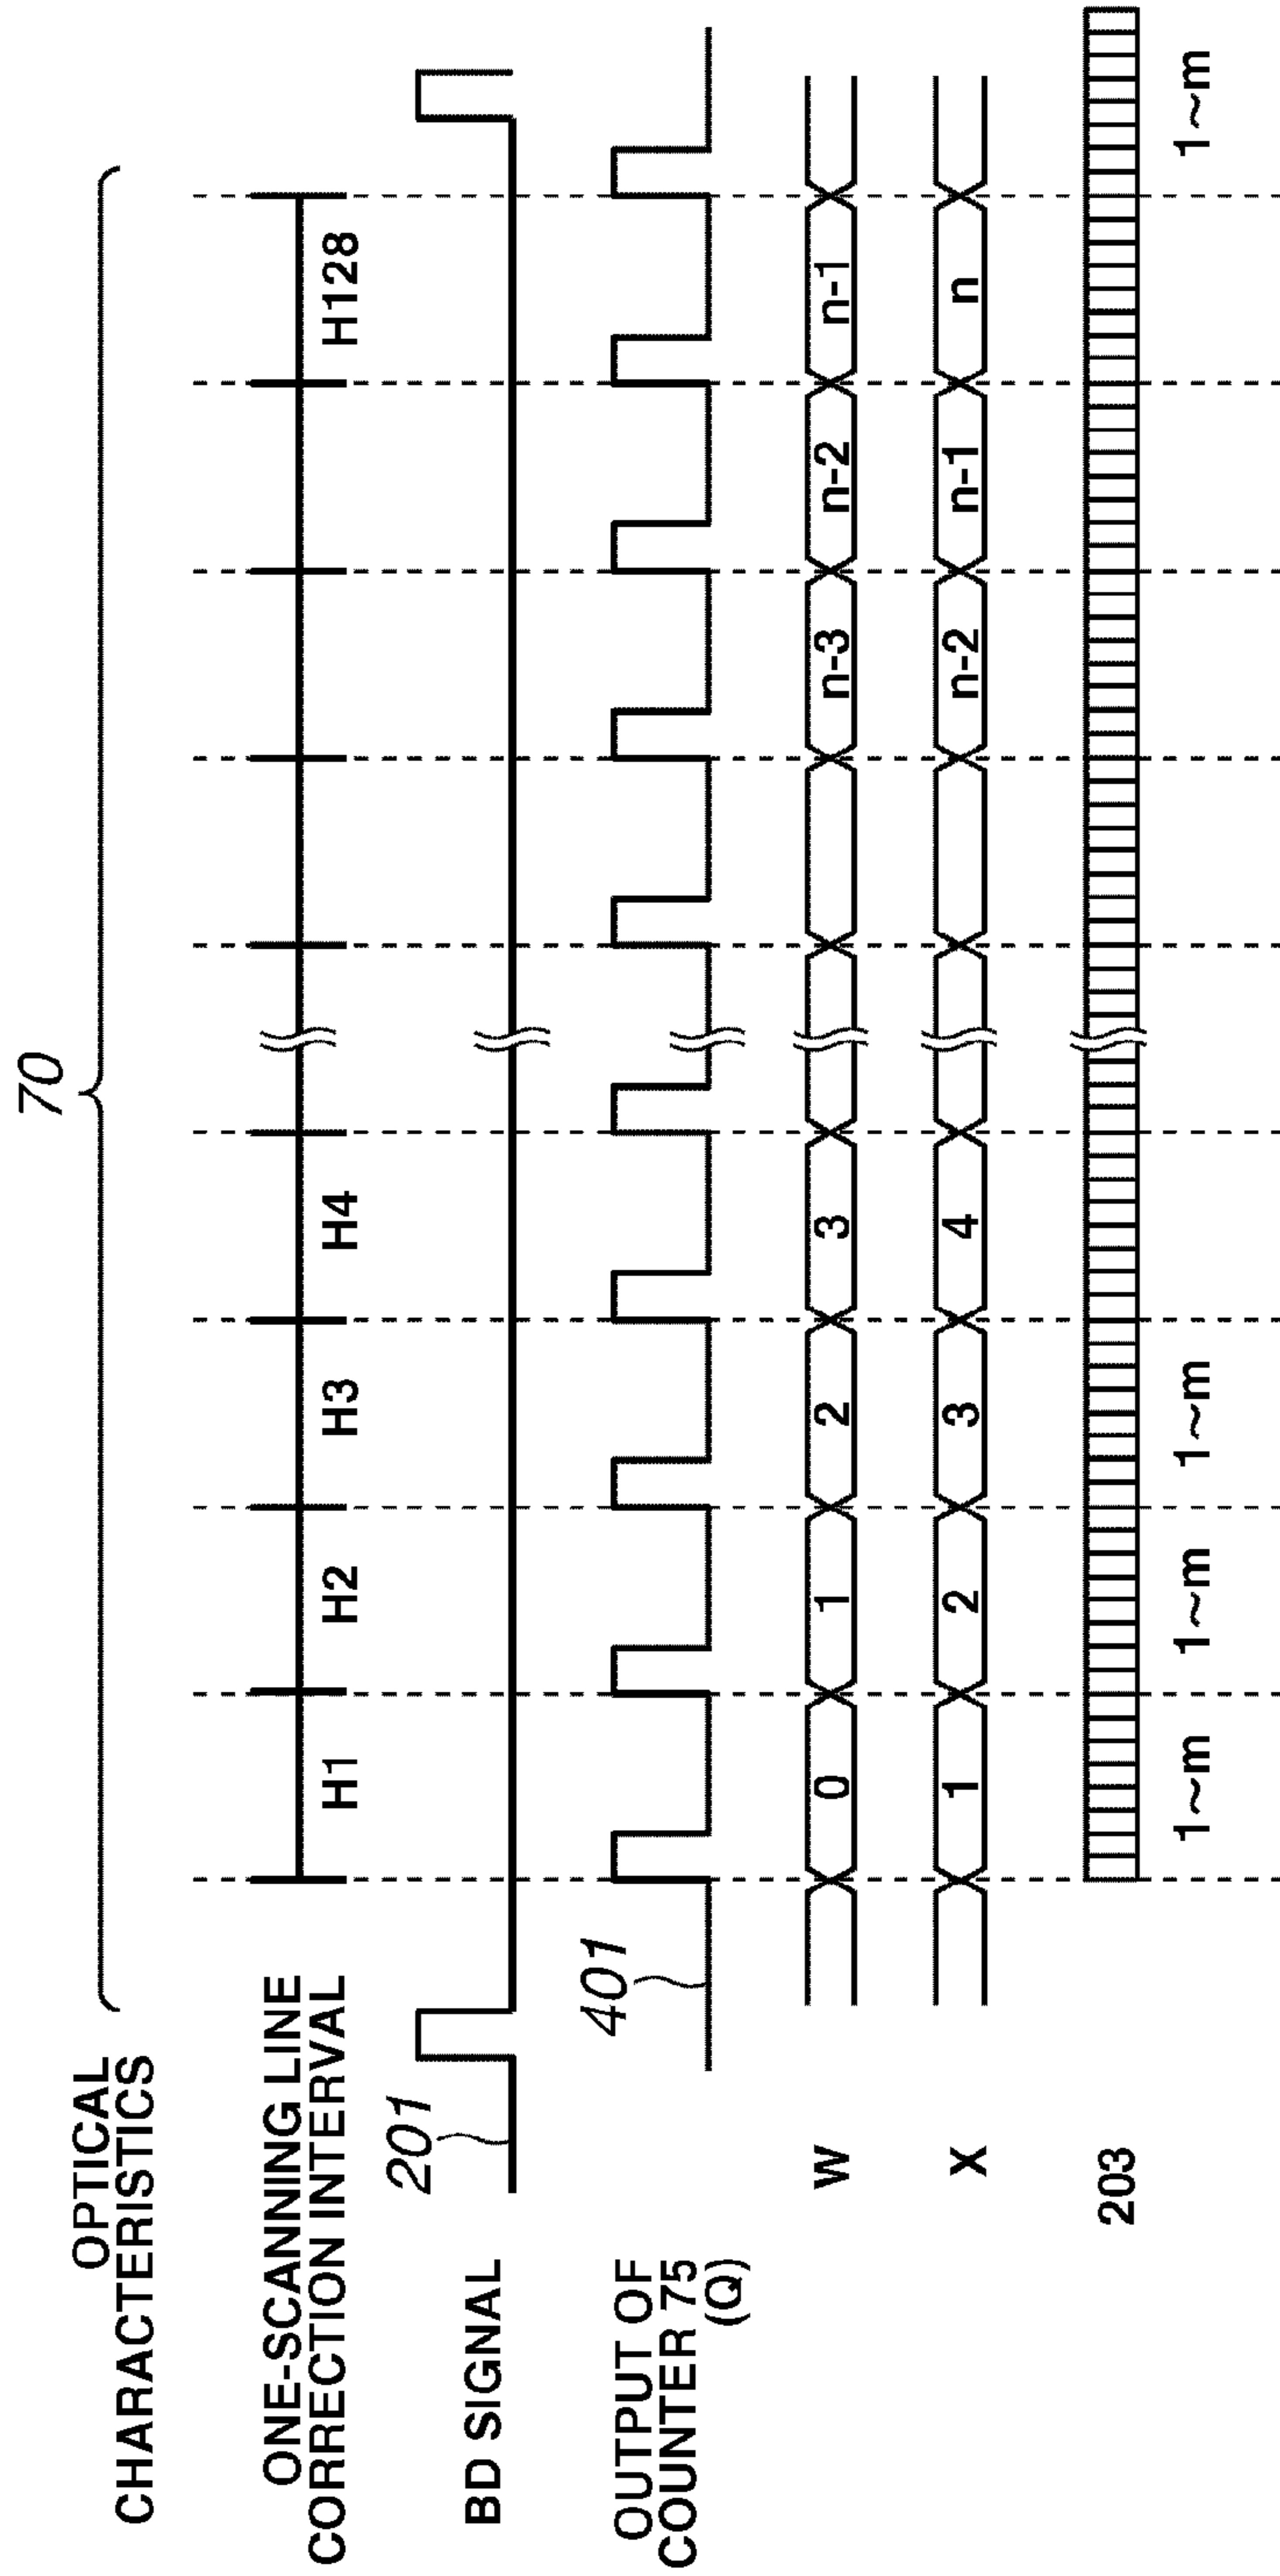 70
OPTICAL
CHARACTERISTICS
ONE-SCANNING LINE
CORRECTION INTERVAL
H1 H2 H3 H4 H128
BD SIGNAL
201
OUTPUT OF
COUNTER 75
(Q)
401
W 0 1 2 3 n-3 n-2 n-1
X 1 2 3 4 n-2 n-1 n
203
1~m 1~m 1~m 1~m